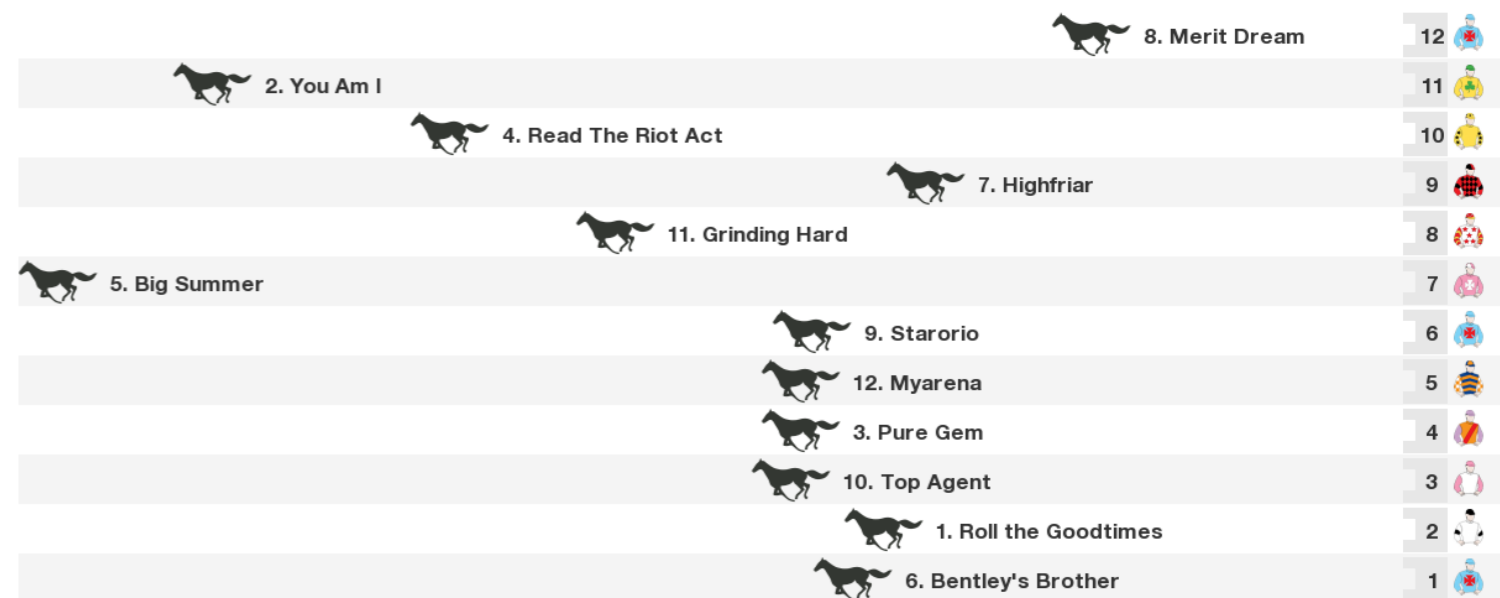 8. Merit Dream 12
2. You Am I 11
4. Read The Riot Act 10
7. Highfriar 9
11. Grinding Hard 8
5. Big Summer 7
9. Starorio 6
12. Myarena 5
3. Pure Gem 4
10. Top Agent 3
1. Roll the Goodtimes 2
6. Bentley's Brother 1